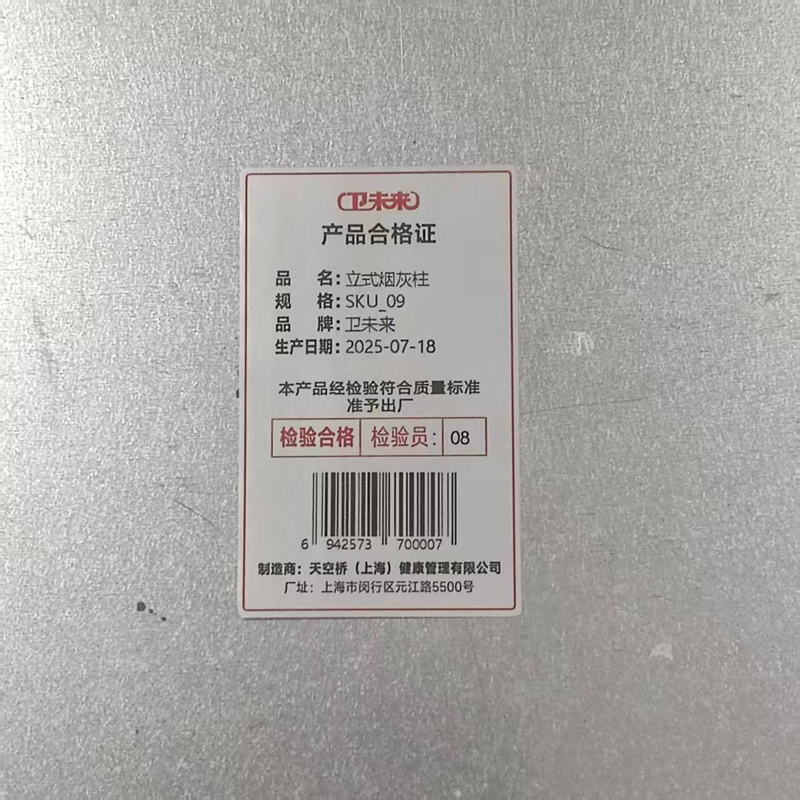 卫未来
产品合格证
品 名：立式烟灰柱
规 格：SKU_09
品 牌：卫未来
生产日期：2025-07-18
本产品经检验符合质量标准
准予出厂
检验合格 检验员：08
6 942573 700007
制造商：天空桥（上海）健康管理有限公司
厂址：上海市闵行区元江路5500号